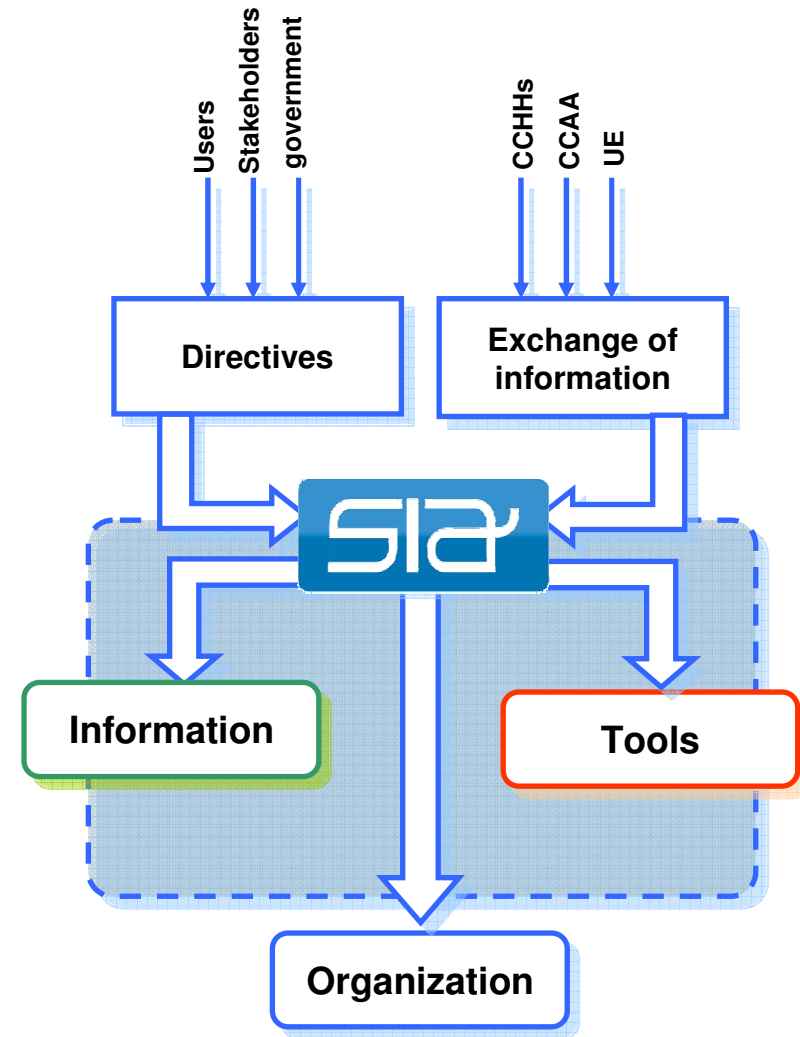 Users
Stakeholders
government
CCHHs
CCAA
UE
Directives
Exchange of
information
sia
Information
Tools
Organization